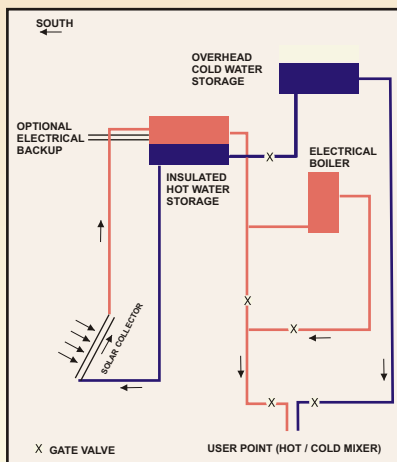 SOUTH
OVERHEAD
COLD WATER
STORAGE
OPTIONAL
ELECTRICAL
BACKUP
X
ELECTRICAL
BOILER
INSULATED
HOT WATER
STORAGE
X
SOLAR COLLECTOR
X
X
X
X GATE VALVE
USER POINT (HOT / COLD MIXER)